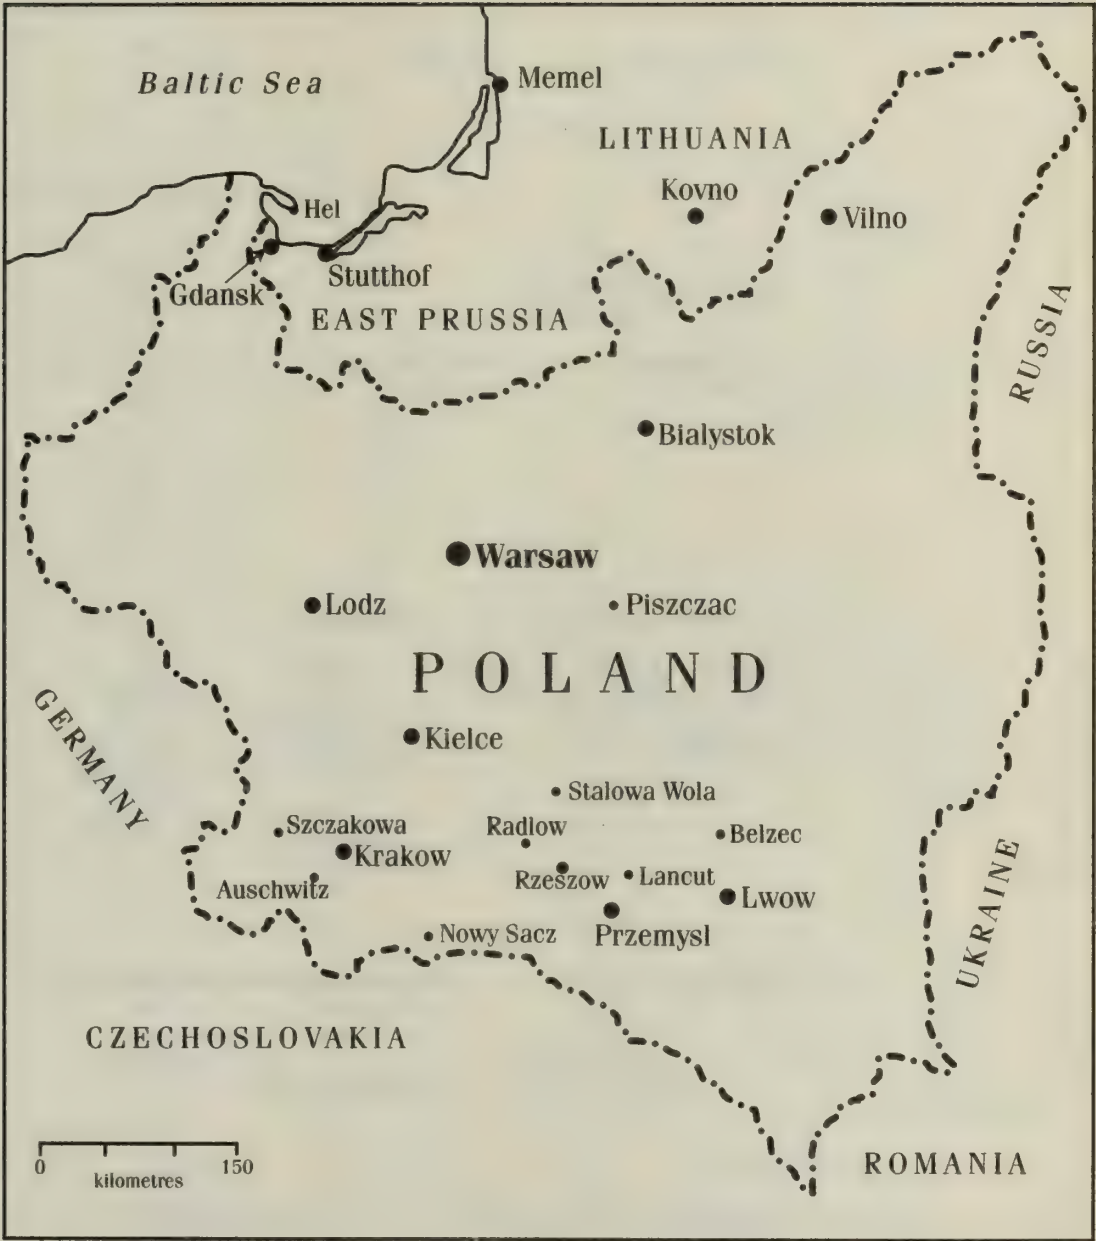 Baltic Sea
Memel
LITHUANIA
Kovno
Vilno
Hel
Gdansk
Stutthof
EAST PRUSSIA
RUSSIA
Bialystok
Warsaw
Lodz
Piszczac
POLAND
GERMANY
Kielce
Stalowa Wola
Szczakowa
Radlow
Belzec
Krakow
Auschwitz
Rzeszow
Lancut
Lwow
Nowy Sacz
Przemysl
UKRAINE
CZECHOSLOVAKIA
0 150
kilometres
ROMANIA